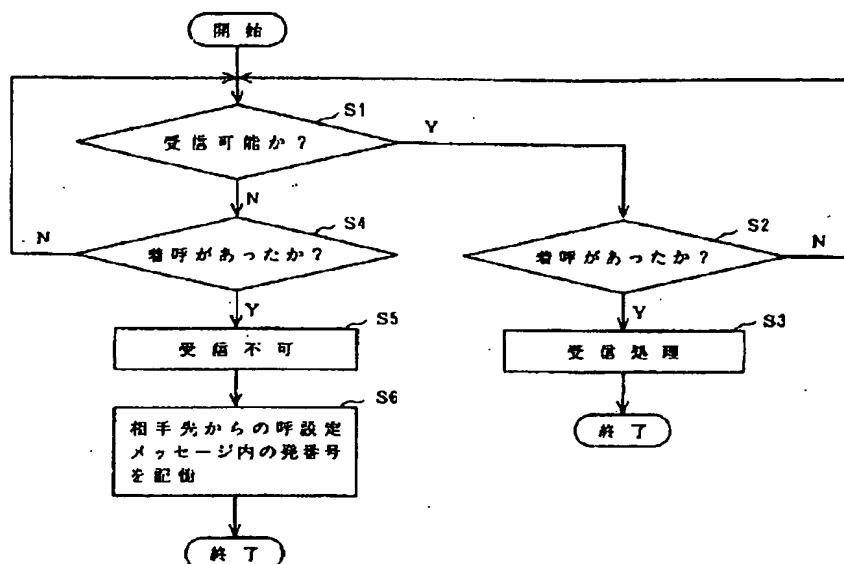 開始
S1
受信可能か？
Y
N
S4
着呼があったか？
N
Y
S2
着呼があったか？
N
Y
S5
受信不可
S3
受信処理
S6
相手先からの呼設定
メッセージ内の発番号
を記憶
終了
終了